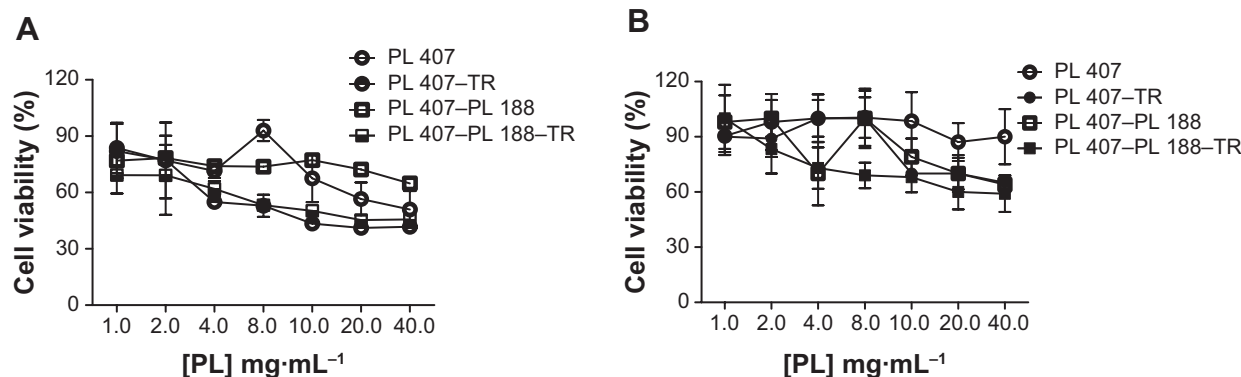 A
PL 407
PL 407–TR
PL 407–PL 188
PL 407–PL 188–TR
Cell viability (%)
120
90
60
30
0
1.0 2.0 4.0 8.0 10.0 20.0 40.0
[PL] mg·mL⁻¹
B
PL 407
PL 407–TR
PL 407–PL 188
PL 407–PL 188–TR
Cell viability (%)
120
90
60
30
0
1.0 2.0 4.0 8.0 10.0 20.0 40.0
[PL] mg·mL⁻¹